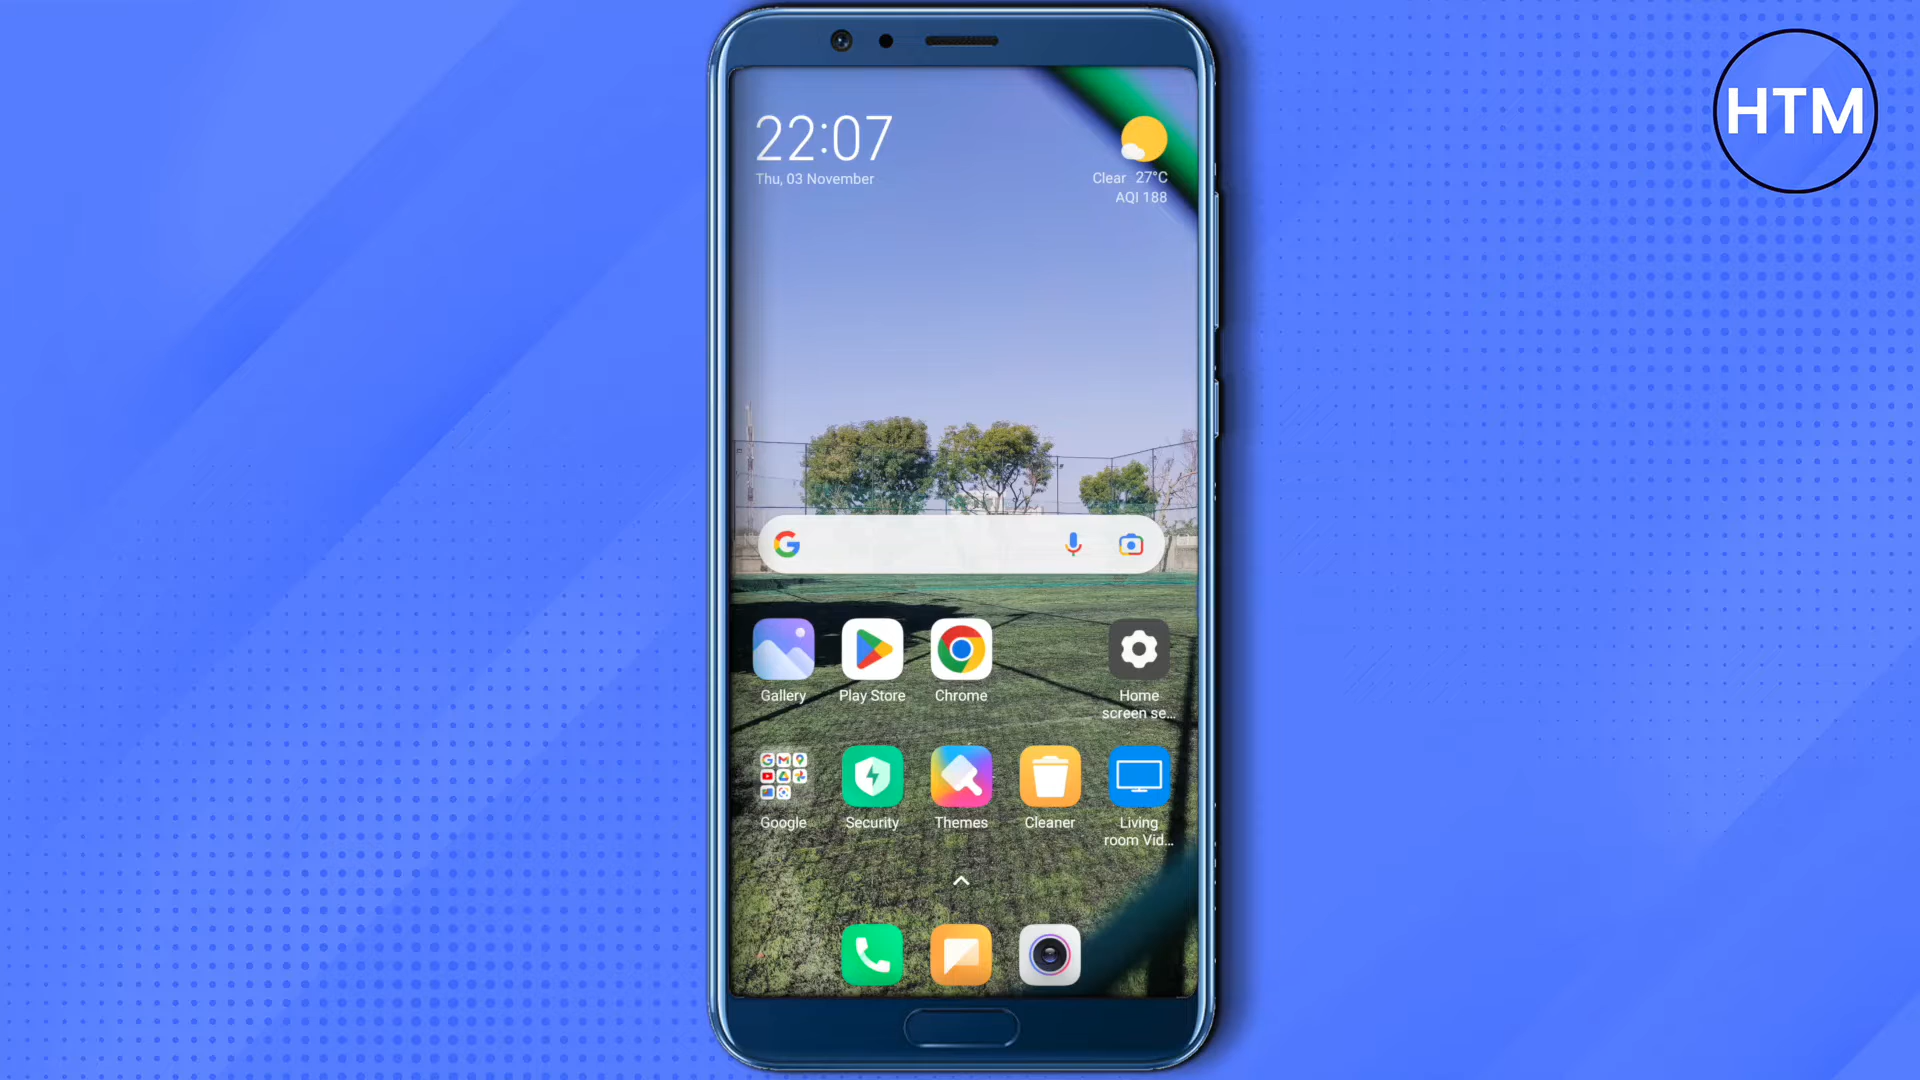 HTM
22:07
Thu, 03 November
Clear 27°C
AQI 188
Gallery
Play Store
Chrome
Home
screen se...
Google
Security
Themes
Cleaner
Living
room Vid...